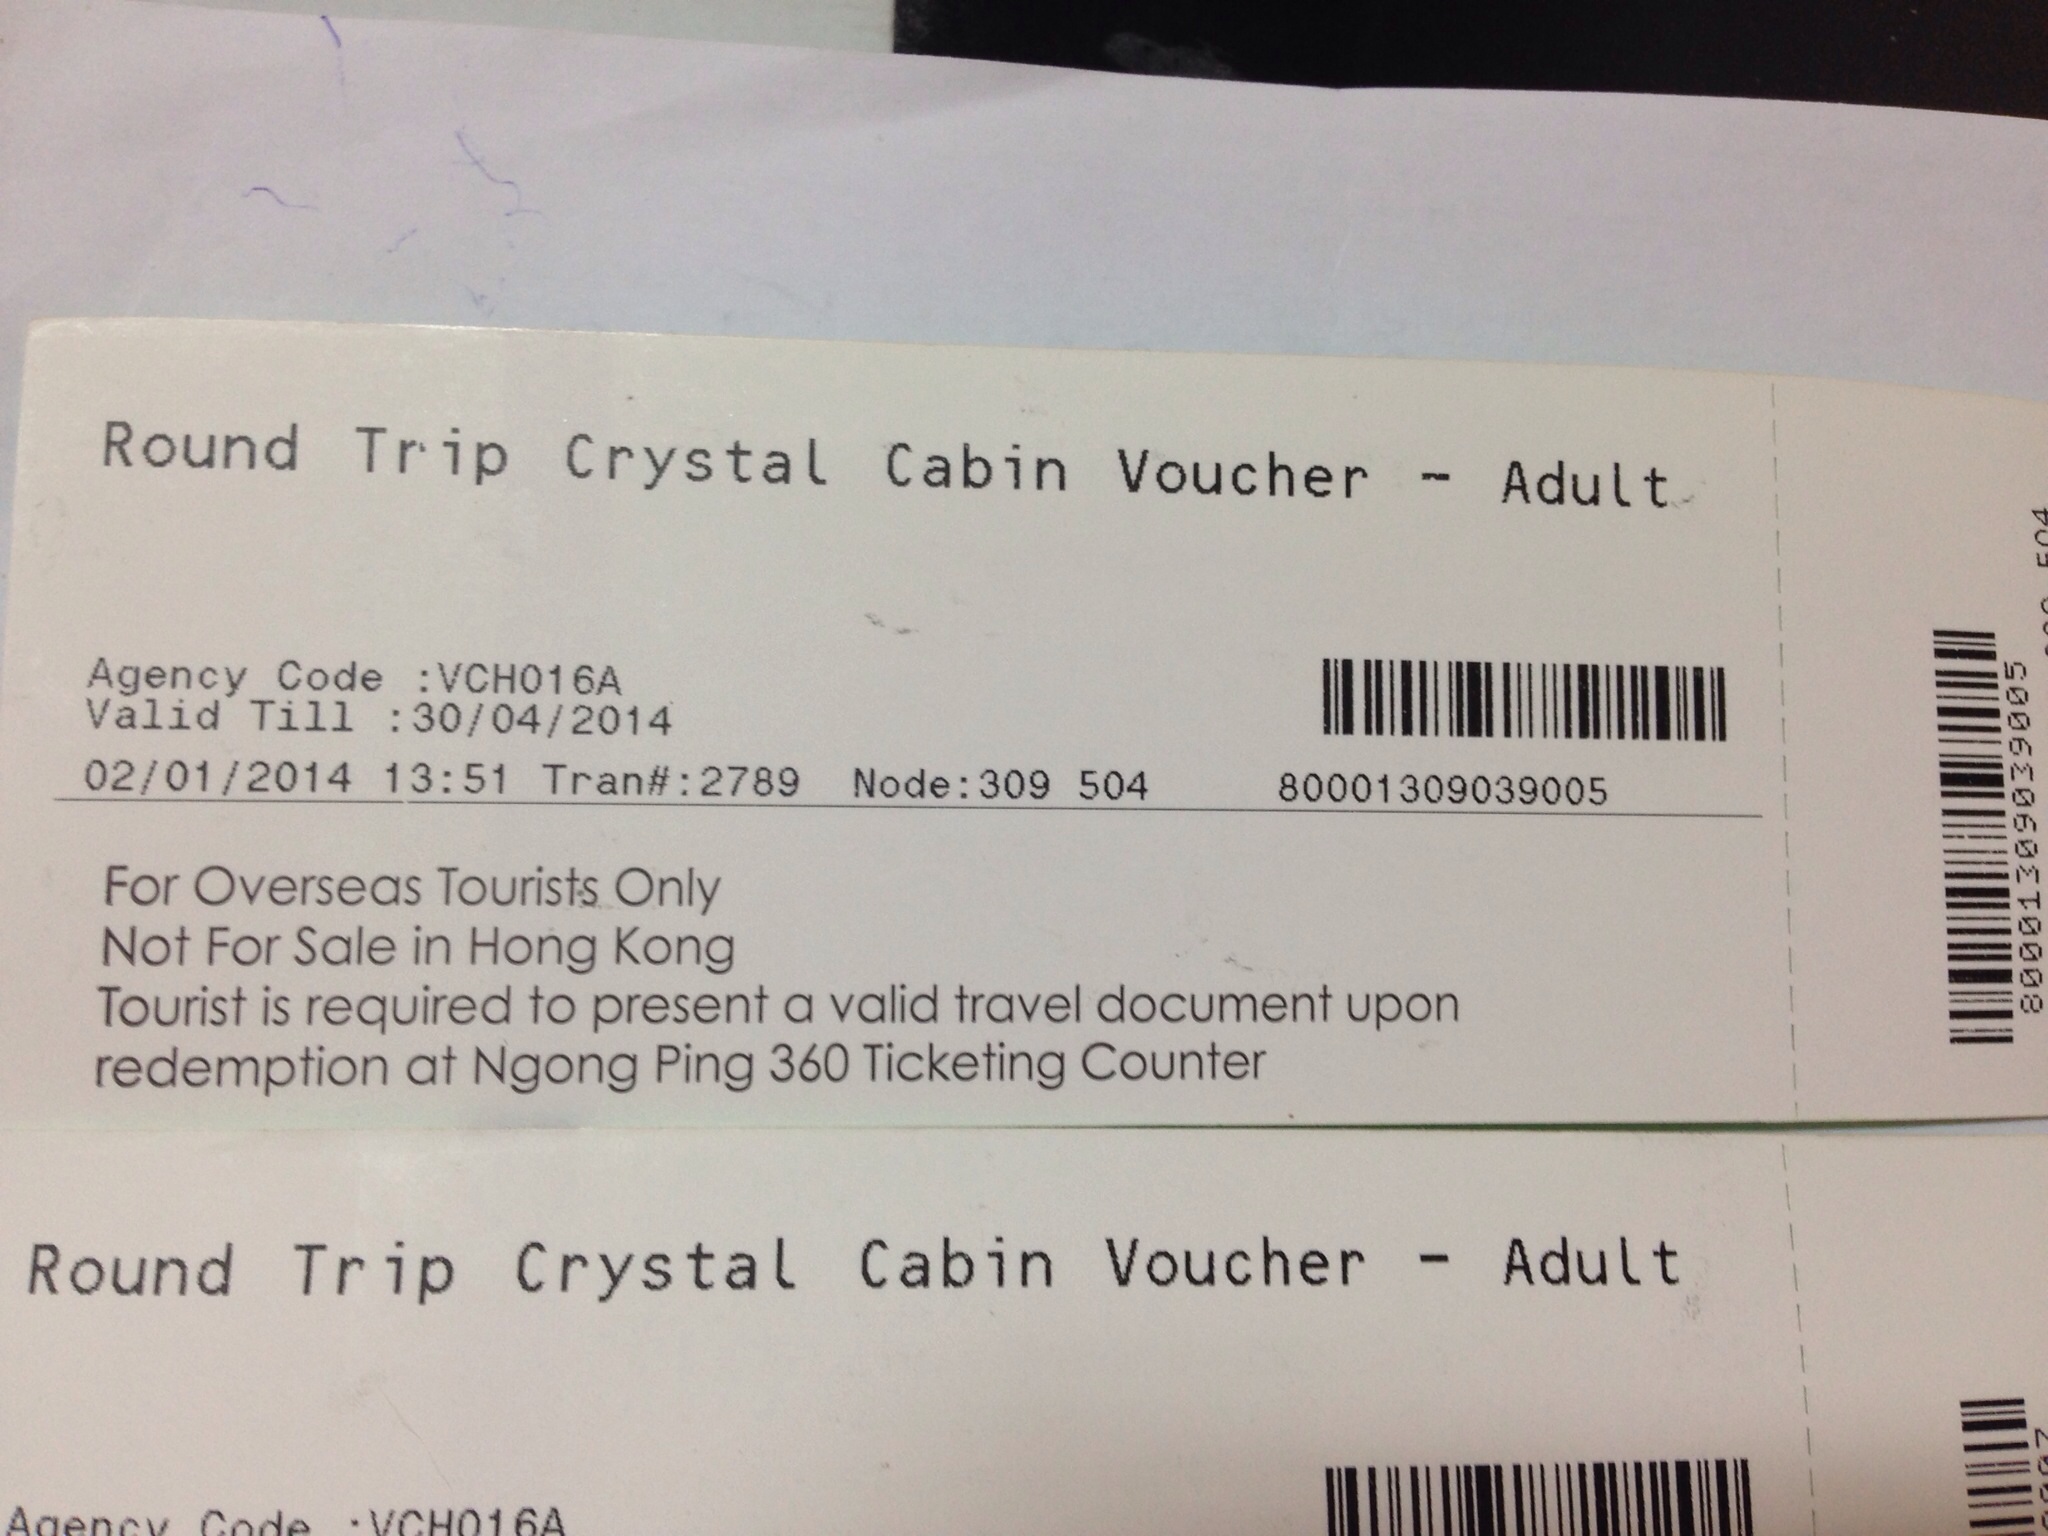 Round Trip Crystal Cabin Voucher - Adult
Agency Code :VCH016A
Valid Till :30/04/2014
02/01/2014 13:51 Tran#:2789 Node:309 504
80001309039005
For Overseas Tourists Only
Not For Sale in Hong Kong
Tourist is required to present a valid travel document upon
redemption at Ngong Ping 360 Ticketing Counter
80001309039005
504
Round Trip Crystal Cabin Voucher - Adult
Agency Code :VCH016A